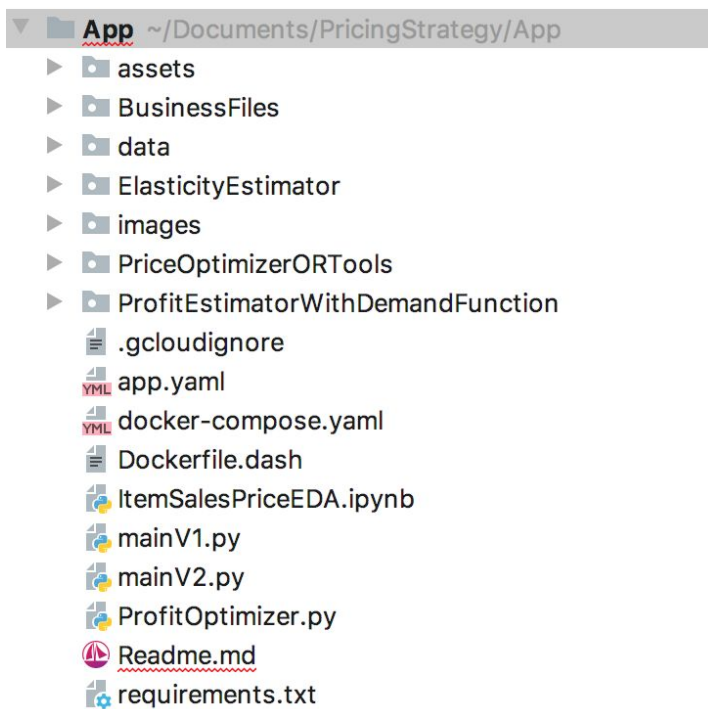 App ~/Documents/PricingStrategy/App
assets
BusinessFiles
data
ElasticityEstimator
images
PriceOptimizerORTools
ProfitEstimatorWithDemandFunction
.gcloudignore
YML app.yaml
YML docker-compose.yaml
Dockerfile.dash
ItemSalesPriceEDA.ipynb
mainV1.py
mainV2.py
ProfitOptimizer.py
Readme.md
requirements.txt